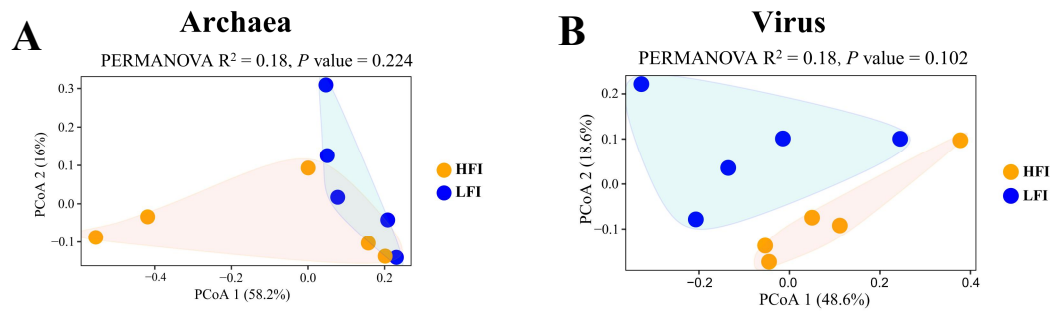 A
Archaea
PERMANOVA R² = 0.18, P value = 0.224
0.3
0.2
0.1
0.0
−0.1
PCoA 2 (16%)
−0.4
−0.2
0.0
0.2
PCoA 1 (58.2%)
HFI
LFI
B
Virus
PERMANOVA R² = 0.18, P value = 0.102
0.2
0.1
0.0
−0.1
PCoA 2 (18.6%)
−0.2
0.0
0.2
0.4
PCoA 1 (48.6%)
HFI
LFI